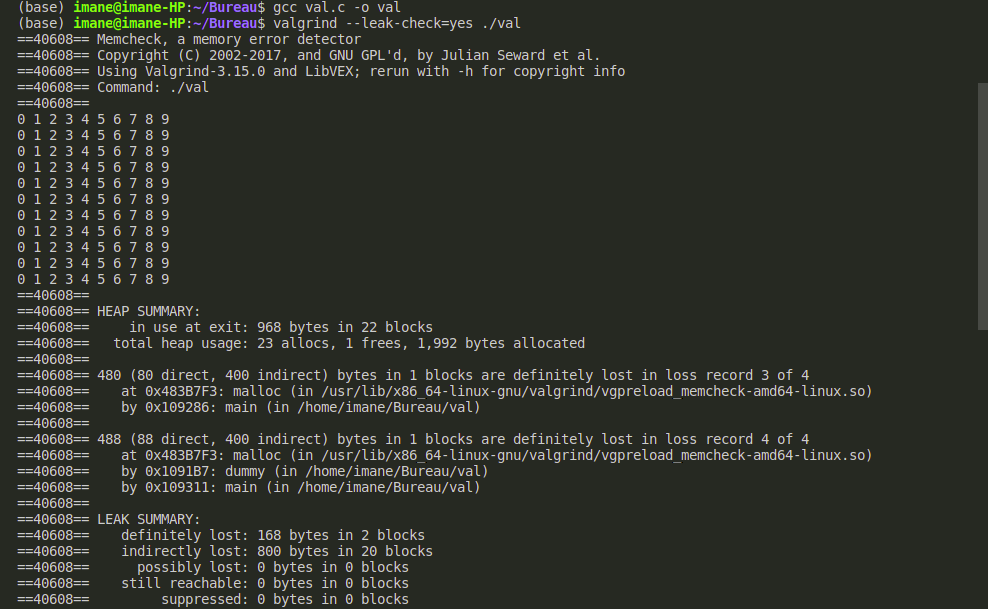 (base) imane@imane-HP:~/Bureau$ gcc val.c -o val
(base) imane@imane-HP:~/Bureau$ valgrind --leak-check=yes ./val
==40608== Memcheck, a memory error detector
==40608== Copyright (C) 2002-2017, and GNU GPL'd, by Julian Seward et al.
==40608== Using Valgrind-3.15.0 and LibVEX; rerun with -h for copyright info
==40608== Command: ./val
==40608==
0 1 2 3 4 5 6 7 8 9
0 1 2 3 4 5 6 7 8 9
0 1 2 3 4 5 6 7 8 9
0 1 2 3 4 5 6 7 8 9
0 1 2 3 4 5 6 7 8 9
0 1 2 3 4 5 6 7 8 9
0 1 2 3 4 5 6 7 8 9
0 1 2 3 4 5 6 7 8 9
0 1 2 3 4 5 6 7 8 9
0 1 2 3 4 5 6 7 8 9
0 1 2 3 4 5 6 7 8 9
==40608==
==40608== HEAP SUMMARY:
==40608==     in use at exit: 968 bytes in 22 blocks
==40608==   total heap usage: 23 allocs, 1 frees, 1,992 bytes allocated
==40608==
==40608== 480 (80 direct, 400 indirect) bytes in 1 blocks are definitely lost in loss record 3 of 4
==40608==    at 0x483B7F3: malloc (in /usr/lib/x86_64-linux-gnu/valgrind/vgpreload_memcheck-amd64-linux.so)
==40608==    by 0x109286: main (in /home/imane/Bureau/val)
==40608==
==40608== 488 (88 direct, 400 indirect) bytes in 1 blocks are definitely lost in loss record 4 of 4
==40608==    at 0x483B7F3: malloc (in /usr/lib/x86_64-linux-gnu/valgrind/vgpreload_memcheck-amd64-linux.so)
==40608==    by 0x1091B7: dummy (in /home/imane/Bureau/val)
==40608==    by 0x109311: main (in /home/imane/Bureau/val)
==40608==
==40608== LEAK SUMMARY:
==40608==    definitely lost: 168 bytes in 2 blocks
==40608==    indirectly lost: 800 bytes in 20 blocks
==40608==      possibly lost: 0 bytes in 0 blocks
==40608==    still reachable: 0 bytes in 0 blocks
==40608==         suppressed: 0 bytes in 0 blocks